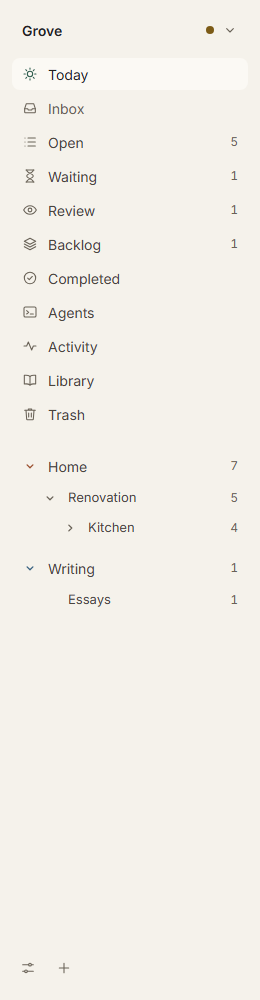 Grove
Today
Inbox
Open 5
Waiting 1
Review 1
Backlog 1
Completed
Agents
Activity
Library
Trash
Home 7
Renovation 5
Kitchen 4
Writing 1
Essays 1